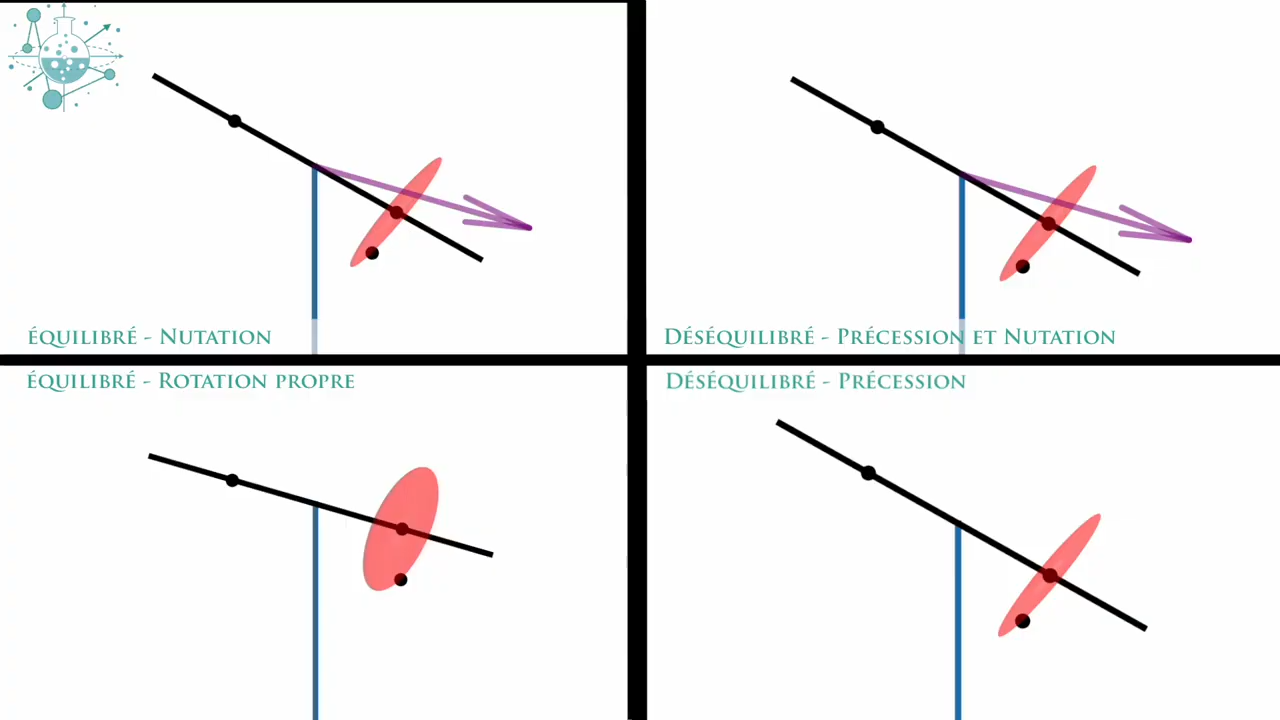 équilibré - Nutation
Déséquilibré - Précession et Nutation
équilibré - Rotation propre
Déséquilibré - Précession